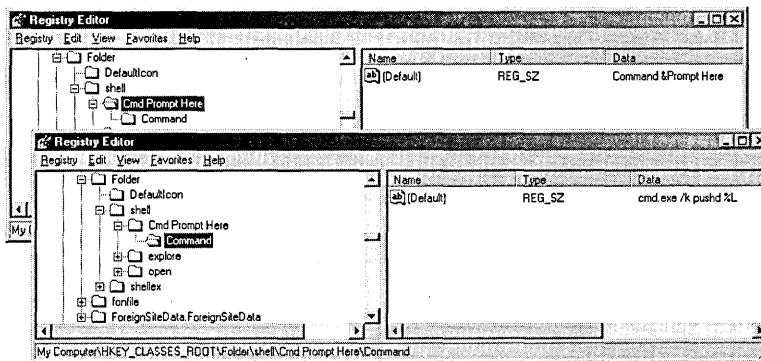 Registry Editor
Registry Edit View Favorites Help
Folder
DefaultIcon
shell
Cmd Prompt Here
Command
Name Type Data
ab (Default) REG_SZ Command &Prompt Here
My
Registry Editor
Registry Edit View Favorites Help
Folder
DefaultIcon
shell
Cmd Prompt Here
Command
explore
open
shellex
fonfile
ForeignSiteData.ForeignSiteData
Name Type Data
ab (Default) REG_SZ cmd.exe /k pushd %L
My Computer\HKEY_CLASSES_ROOT\Folder\shell\Cmd Prompt Here\Command